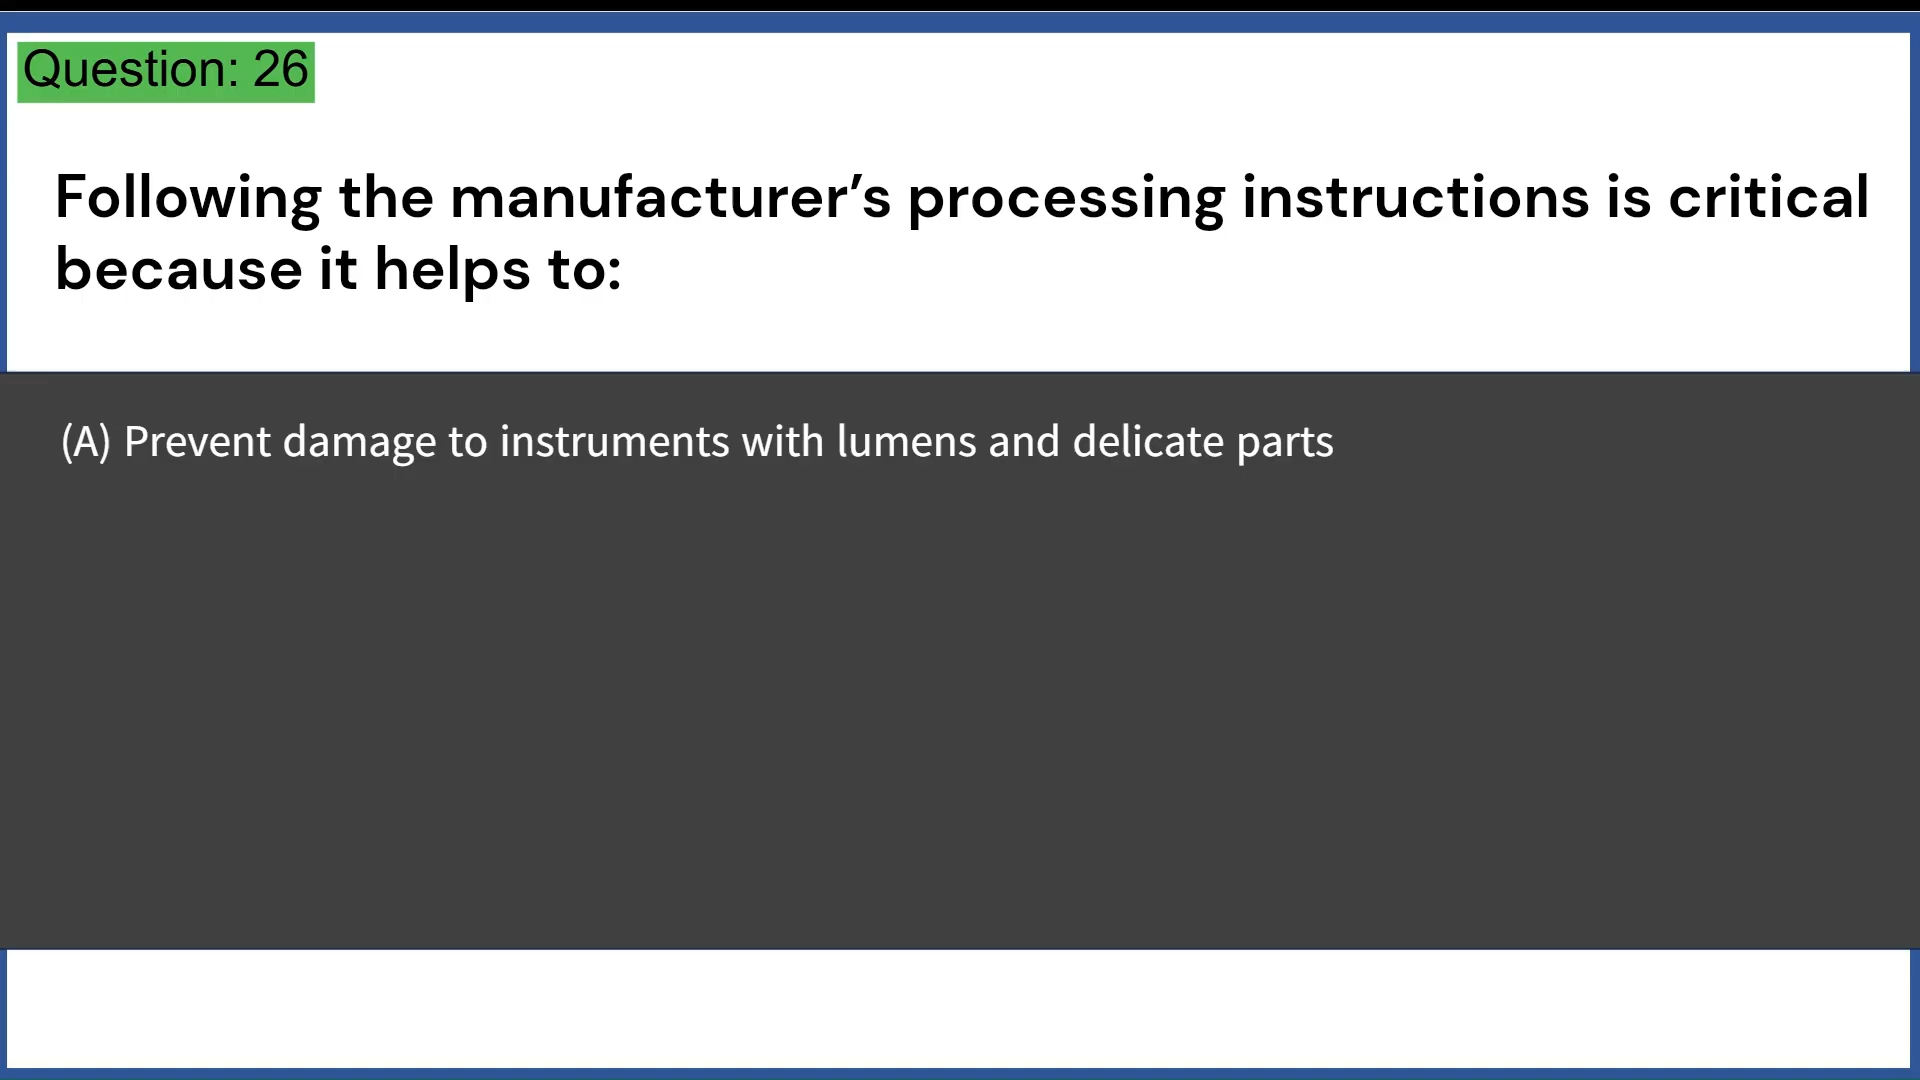 Question: 26
Following the manufacturer’s processing instructions is critical
because it helps to:
(A) Prevent damage to instruments with lumens and delicate parts